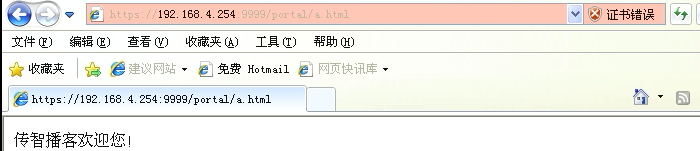 https://192.168.4.254:9999/portal/a.html 证书错误
文件(F) 编辑(E) 查看(V) 收藏夹(A) 工具(T) 帮助(H)
收藏夹 建议网站 免费 Hotmail 网页快讯库
https://192.168.4.254:9999/portal/a.html
传智播客欢迎您!